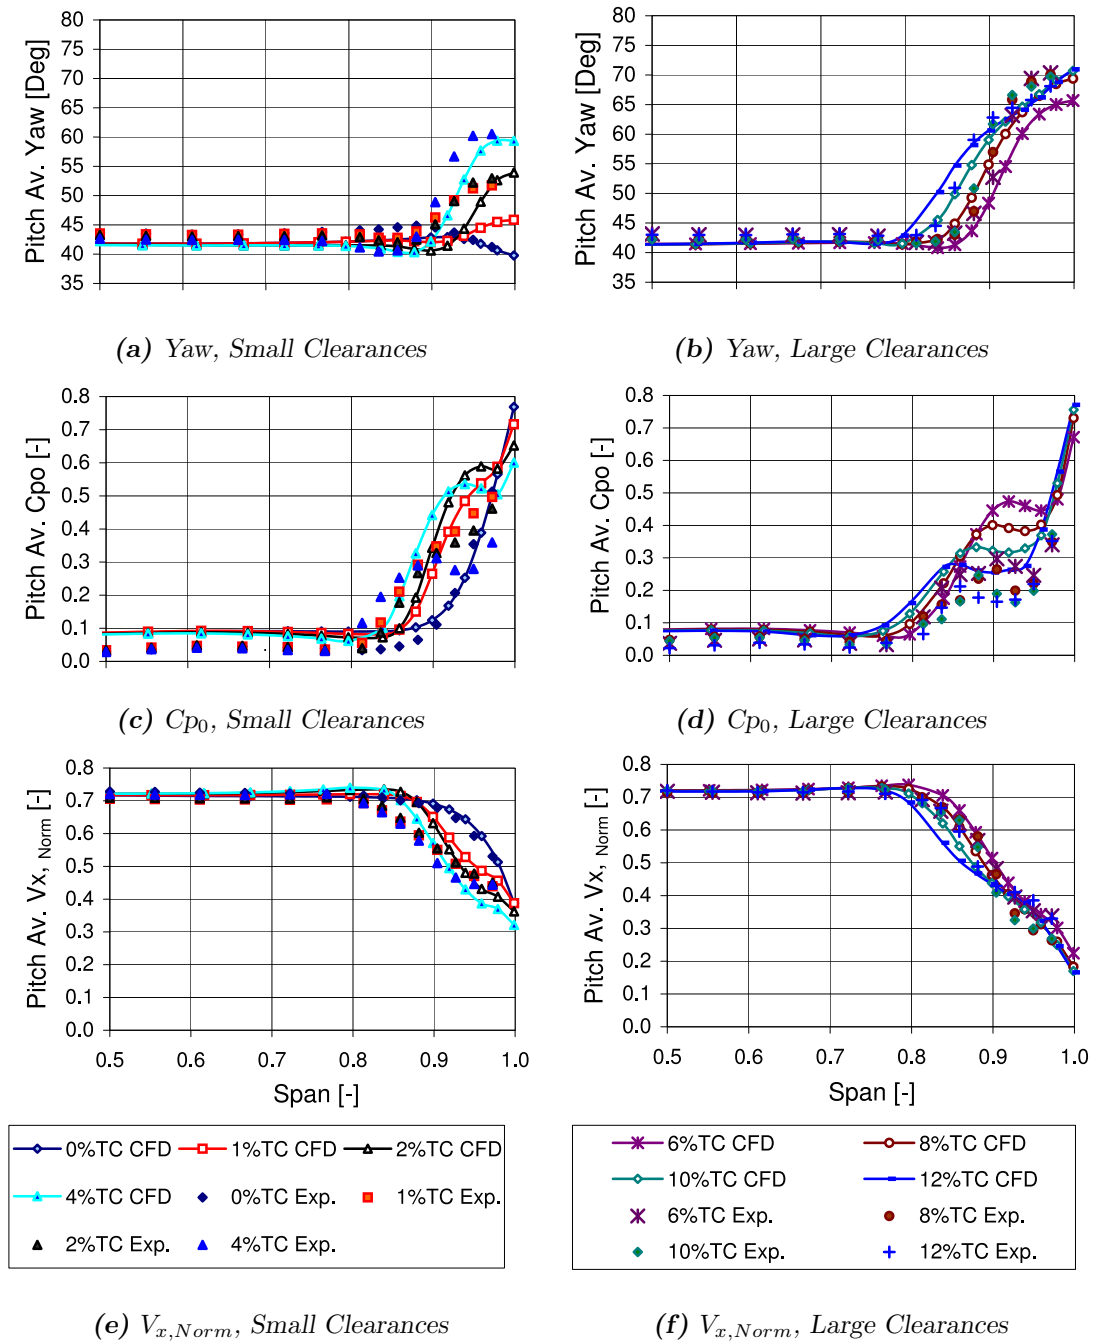 Pitch Av. Yaw [Deg]
80
75
70
65
60
55
50
45
40
35
(a) Yaw, Small Clearances
Pitch Av. Yaw [Deg]
80
75
70
65
60
55
50
45
40
35
(b) Yaw, Large Clearances
Pitch Av. Cpo [-]
0.8
0.7
0.6
0.5
0.4
0.3
0.2
0.1
0.0
(c) Cp0, Small Clearances
Pitch Av. Cpo [-]
0.8
0.7
0.6
0.5
0.4
0.3
0.2
0.1
0.0
(d) Cp0, Large Clearances
Pitch Av. Vx, Norm [-]
0.8
0.7
0.6
0.5
0.4
0.3
0.2
0.1
0.0
0.5 0.6 0.7 0.8 0.9 1.0
Span [-]
Pitch Av. Vx, Norm [-]
0.8
0.7
0.6
0.5
0.4
0.3
0.2
0.1
0.0
0.5 0.6 0.7 0.8 0.9 1.0
Span [-]
0%TC CFD 1%TC CFD 2%TC CFD
4%TC CFD 0%TC Exp. 1%TC Exp.
2%TC Exp. 4%TC Exp.
6%TC CFD 8%TC CFD
10%TC CFD 12%TC CFD
6%TC Exp. 8%TC Exp.
10%TC Exp. 12%TC Exp.
(e) Vx,Norm, Small Clearances
(f) Vx,Norm, Large Clearances